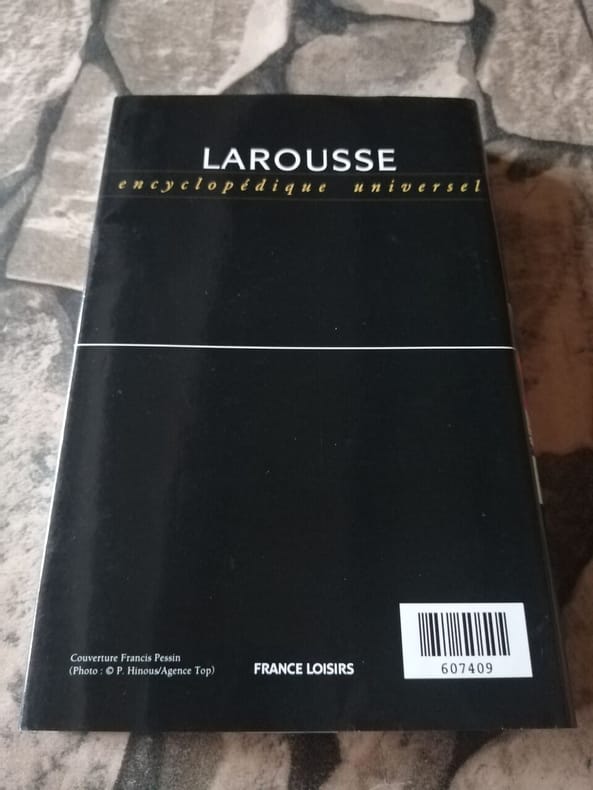 LAROUSSE
encyclopédique universel
Couverture Francis Pessin
(Photo : © P. Hinous/Agence Top)
FRANCE LOISIRS
607409